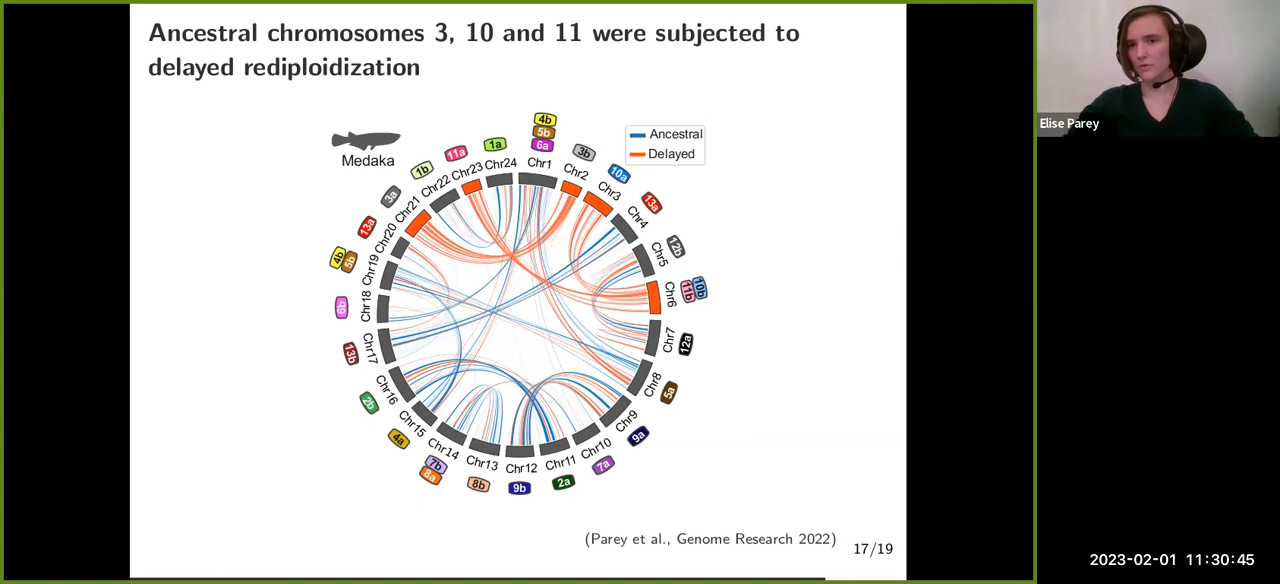 Ancestral chromosomes 3, 10 and 11 were subjected to
delayed rediploidization
Elise Parey
Medaka
Ancestral
Delayed
4b
5b
6a
Chr1
3b
Chr2
10a
Chr3
13a
Chr4
12b
Chr5
11b
10b
Chr6
12a
Chr7
5a
Chr8
9a
Chr9
7a
Chr10
2a
Chr11
9b
Chr12
8b
Chr13
7b
8a
Chr14
4a
Chr15
2b
Chr16
13b
Chr17
6b
Chr18
4b
5b
Chr19
13a
Chr20
3a
Chr21
1b
Chr22
11a
Chr23
1a
Chr24
(Parey et al., Genome Research 2022)
17/19
2023-02-01 11:30:45